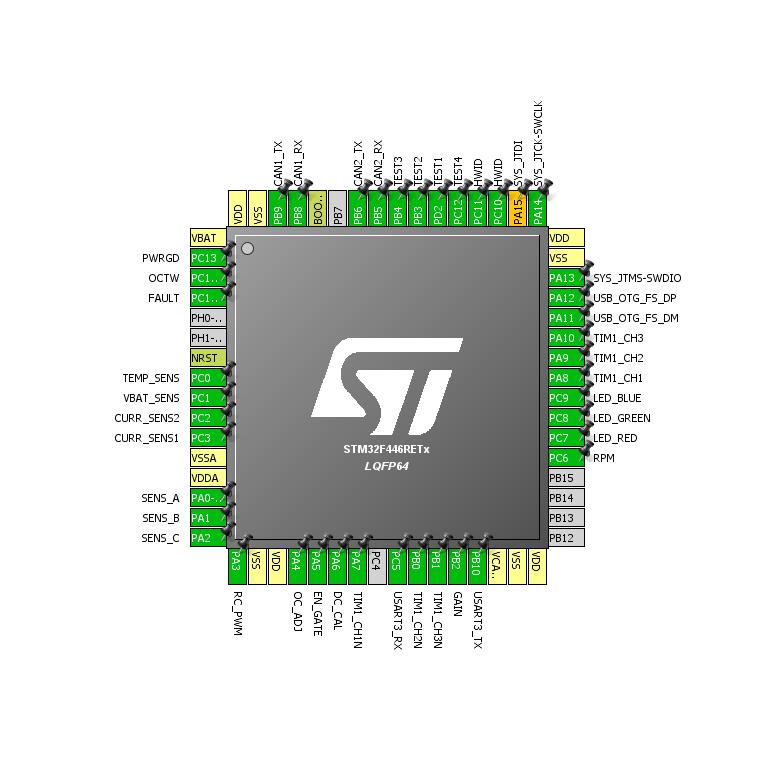 CAN1_TX
CAN1_RX
CAN2_TX
CAN2_RX
TEST3
TEST2
TEST1
TEST4
HWID
HWID
SYS_JTDI
SYS_JTCK-SWCLK
VDD
VSS
PB9
PB8
BOO..
PB7
PB6
PB5
PB4
PB3
PD2
PC12
PC11
PC10
PA15
PA14
VBAT
PWRGD PC13
OCTW PC1..
FAULT PC1..
PH0-..
PH1-..
NRST
TEMP_SENS PC0
VBAT_SENS PC1
CURR_SENS2 PC2
CURR_SENS1 PC3
VSSA
VDDA
SENS_A PA0-..
SENS_B PA1
SENS_C PA2
ST
STM32F446RETx
LQFP64
VDD
VSS
PA13 SYS_JTMS-SWDIO
PA12 USB_OTG_FS_DP
PA11 USB_OTG_FS_DM
PA10 TIM1_CH3
PA9 TIM1_CH2
PA8 TIM1_CH1
PC9 LED_BLUE
PC8 LED_GREEN
PC7 LED_RED
PC6 RPM
PB15
PB14
PB13
PB12
PA3
VSS
VDD
PA4
PA5
PA6
PA7
PC4
PC5
PB0
PB1
PB2
PB10
VCA..
VSS
VDD
RC_PWM
OC_ADJ
EN_GATE
DC_CAL
TIM1_CH1N
USART3_RX
TIM1_CH2N
TIM1_CH3N
GAIN
USART3_TX